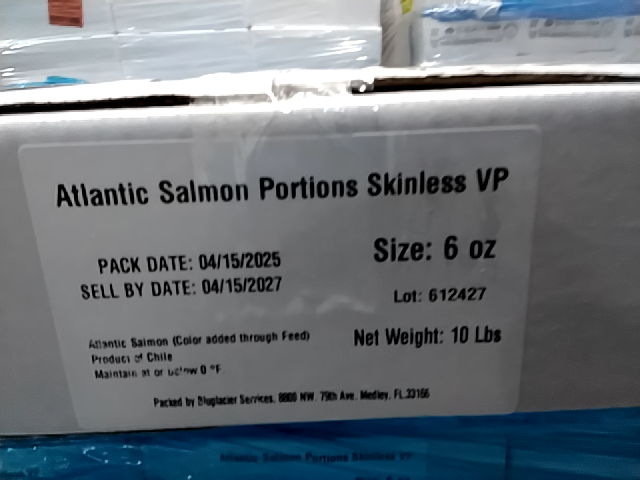 Atlantic Salmon Portions Skinless VP
PACK DATE: 04/15/2025
SELL BY DATE: 04/15/2027
Size: 6 oz
Lot: 612427
Net Weight: 10 Lbs
Atlantic Salmon (Color added through Feed)
Product of Chile
Maintain at or below 0 °F
Packed by Bluglacier Services, 8800 NW. 79th Ave. Medley, FL.33166
Atlantic Salmon Portions Skinless VP